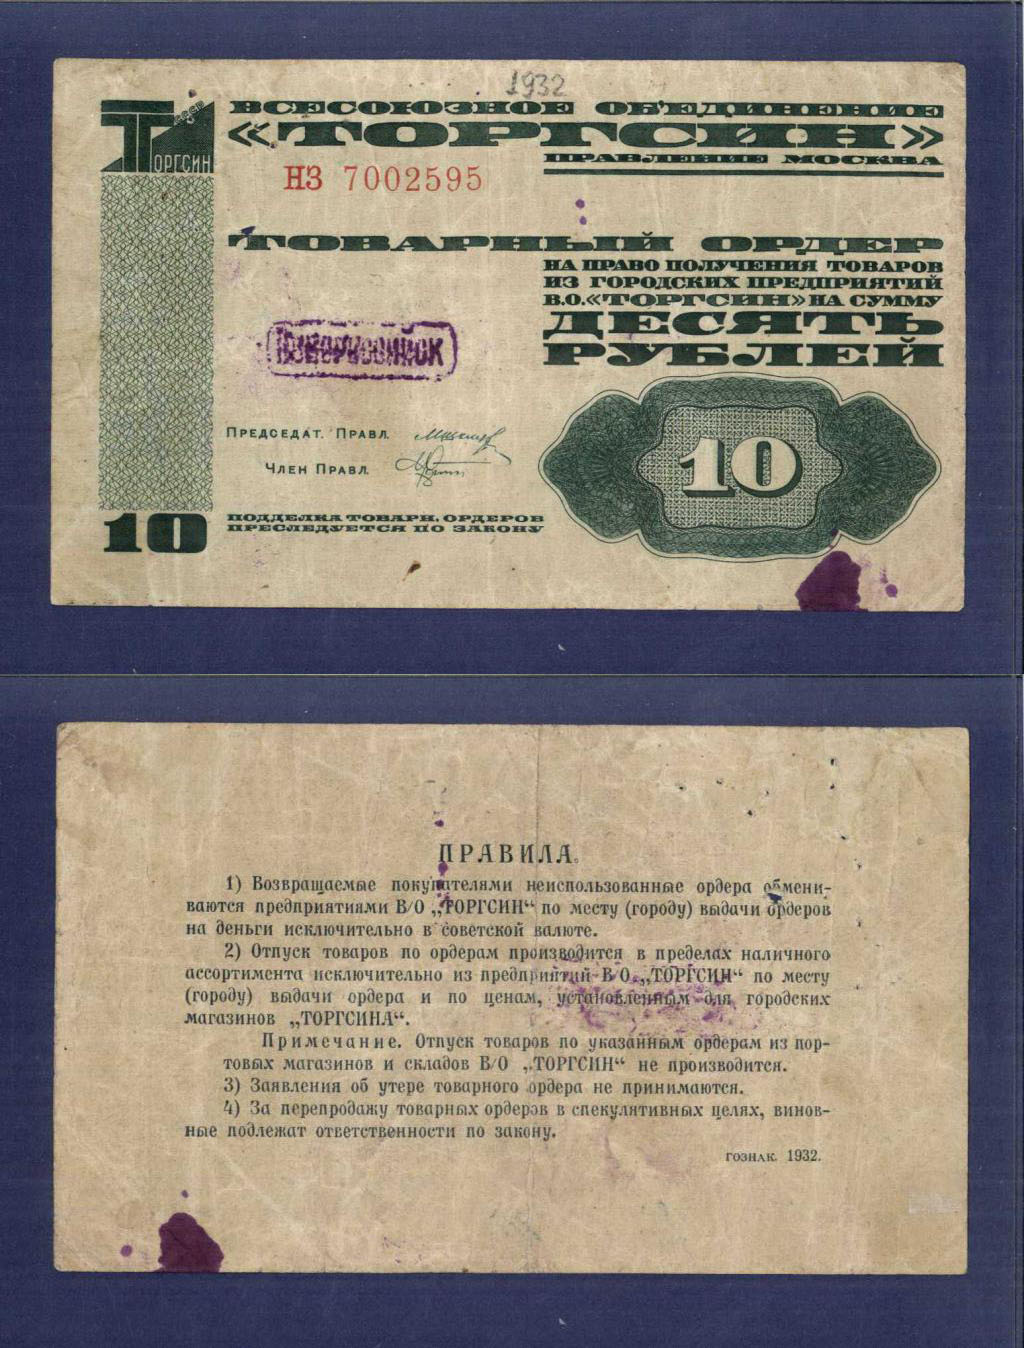 1932
СССР
ТОРГСИН
ВСЕСОЮЗНОЕ ОБЪЕДИНЕНИЕ
«ТОРГСИН»
ПРАВЛЕНИЕ МОСКВА
НЗ 7002595
ТОВАРНЫЙ ОРДЕР
НА ПРАВО ПОЛУЧЕНИЯ ТОВАРОВ
ИЗ ГОРОДСКИХ ПРЕДПРИЯТИЙ
В.О.«ТОРГСИН» НА СУММУ
ДЕСЯТЬ
РУБЛЕЙ
НОВОРОССИЙСК
ПРЕДСЕДАТ. ПРАВЛ.
ЧЛЕН ПРАВЛ.
10
10
ПОДДЕЛКА ТОВАРН. ОРДЕРОВ
ПРЕСЛЕДУЕТСЯ ПО ЗАКОНУ
ПРАВИЛА.
1) Возвращаемые покупателями неиспользованные ордера обмени-
ваются предприятиями В/О „ТОРГСИН“ по месту (городу) выдачи ордеров
на деньги исключительно в советской валюте.
2) Отпуск товаров по ордерам производится в пределах наличного
ассортимента исключительно из предприятий В/О „ТОРГСИН“ по месту
(городу) выдачи ордера и по ценам, установленным для городских
магазинов „ТОРГСИНА“.
Примечание. Отпуск товаров по указанным ордерам из пор-
товых магазинов и складов В/О „ТОРГСИН“ не производится.
3) Заявления об утере товарного ордера не принимаются.
4) За перепродажу товарных ордеров в спекулятивных целях, винов-
ные подлежат ответственности по закону.
ГОЗНАК. 1932.